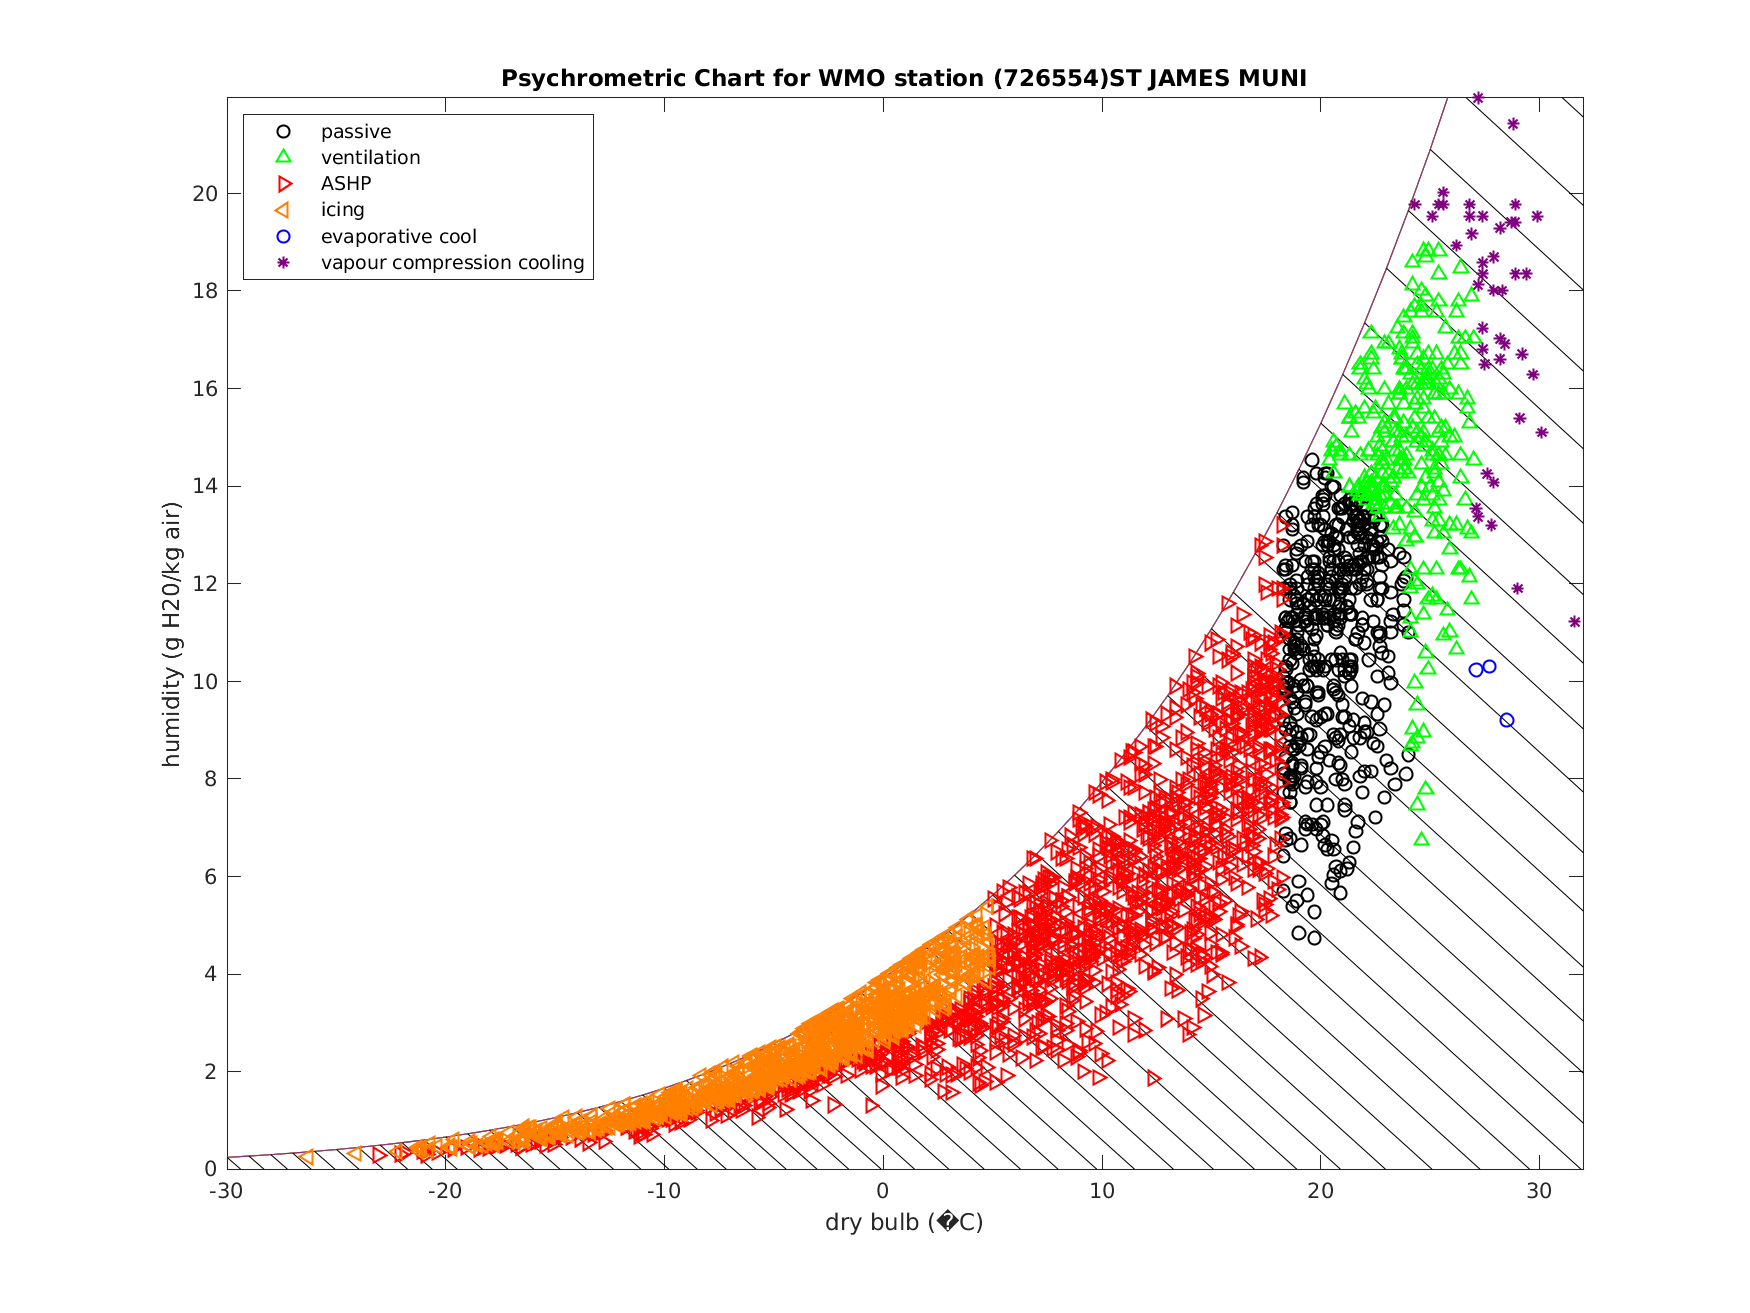 Psychrometric Chart for WMO station (726554)ST JAMES MUNI
passive
ventilation
ASHP
icing
evaporative cool
vapour compression cooling
humidity (g H20/kg air)
20
18
16
14
12
10
8
6
4
2
0
-30 -20 -10 0 10 20 30
dry bulb (�C)